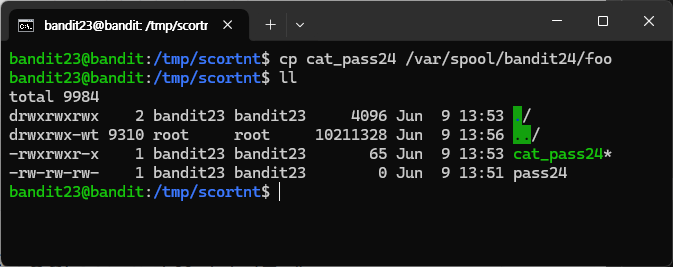 bandit23@bandit: /tmp/scortnt
bandit23@bandit:/tmp/scortnt$ cp cat_pass24 /var/spool/bandit24/foo
bandit23@bandit:/tmp/scortnt$ ll
total 9984
drwxrwxrwx    2 bandit23 bandit23     4096 Jun  9 13:53 ./
drwxrwx-wt 9310 root     root     10211328 Jun  9 13:56 ../
-rwxrwxr-x    1 bandit23 bandit23       65 Jun  9 13:53 cat_pass24*
-rw-rw-rw-    1 bandit23 bandit23        0 Jun  9 13:51 pass24
bandit23@bandit:/tmp/scortnt$